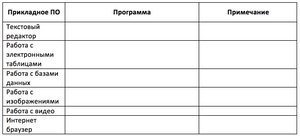 Прикладное ПО Программа Примечание
Текстовый
редактор
Работа с
электронными
таблицами
Работа с базами
данных
Работа с
изображениями
Работа с видео
Интернет
браузер